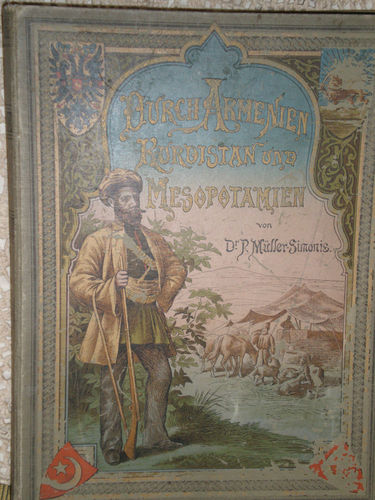 DURCH ARMENIEN
KURDISTAN UND
MESOPOTAMIEN
von
Dr. P. Müller-Simonis.